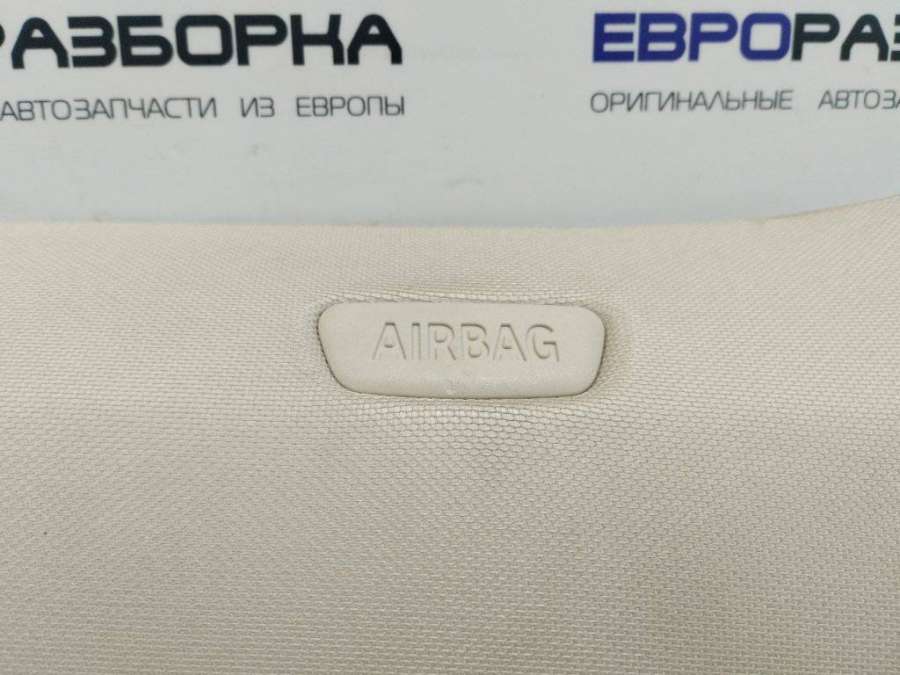 РАЗБОРКА
АВТОЗАПЧАСТИ ИЗ ЕВРОПЫ
ЕВРОРАЗ
ОРИГИНАЛЬНЫЕ АВТОЗА
AIRBAG